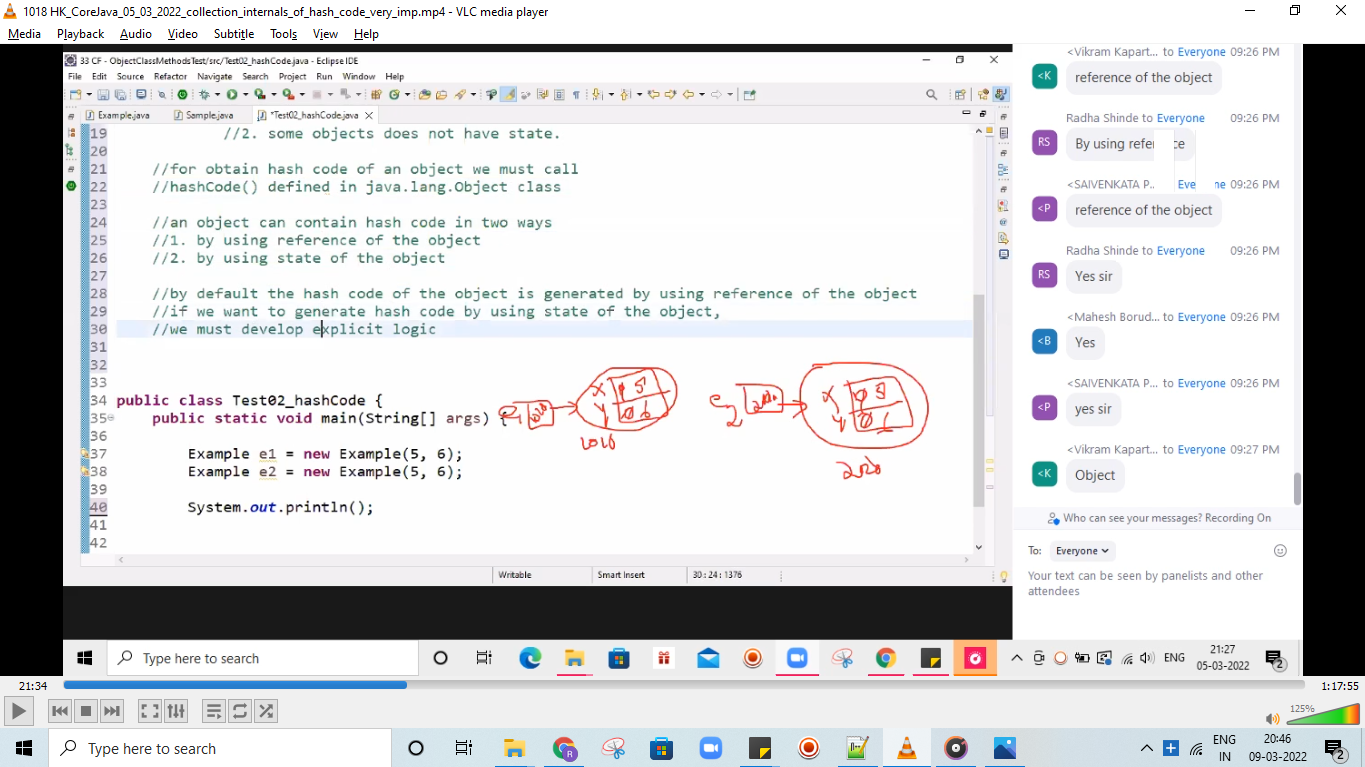 1018 HK_CoreJava_05_03_2022_collection_internals_of_hash_code_very_imp.mp4 - VLC media player
Media Playback Audio Video Subtitle Tools View Help
33 CF - ObjectClassMethodsTest/src/Test02_hashCode.java - Eclipse IDE
File Edit Source Refactor Navigate Search Project Run Window Help
Example.java Sample.java *Test02_hashCode.java
19 //2. some objects does not have state.
20
21 //for obtain hash code of an object we must call
22 //hashCode() defined in java.lang.Object class
23
24 //an object can contain hash code in two ways
25 //1. by using reference of the object
26 //2. by using state of the object
27
28 //by default the hash code of the object is generated by using reference of the object
29 //if we want to generate hash code by using state of the object,
30 //we must develop explicit logic
31
32
33
34 public class Test02_hashCode {
35 public static void main(String[] args) {
36
37 Example e1 = new Example(5, 6);
38 Example e2 = new Example(5, 6);
39
40 System.out.println();
41
42
e1 1010 x 0 5
y 0 6
1010
e2 2020 x 0 5
y 0 6
2020
Writable Smart Insert 30 : 24 : 1376
<Vikram Kapart... to Everyone 09:26 PM
<K reference of the object
Radha Shinde to Everyone 09:26 PM
RS By using refe ce
<SAIVENKATA P.. Eve ne 09:26 PM
<P reference of the object
Radha Shinde to Everyone 09:26 PM
RS Yes sir
<Mahesh Borud... to Everyone 09:26 PM
<B Yes
<SAIVENKATA P... to Everyone 09:26 PM
<P yes sir
<Vikram Kapart... to Everyone 09:27 PM
<K Object
Who can see your messages? Recording On
To: Everyone
Your text can be seen by panelists and other
attendees
Type here to search ENG 21:27
05-03-2022 2
21:34 1:17:55
125%
Type here to search R ENG 20:46
IN 09-03-2022 2